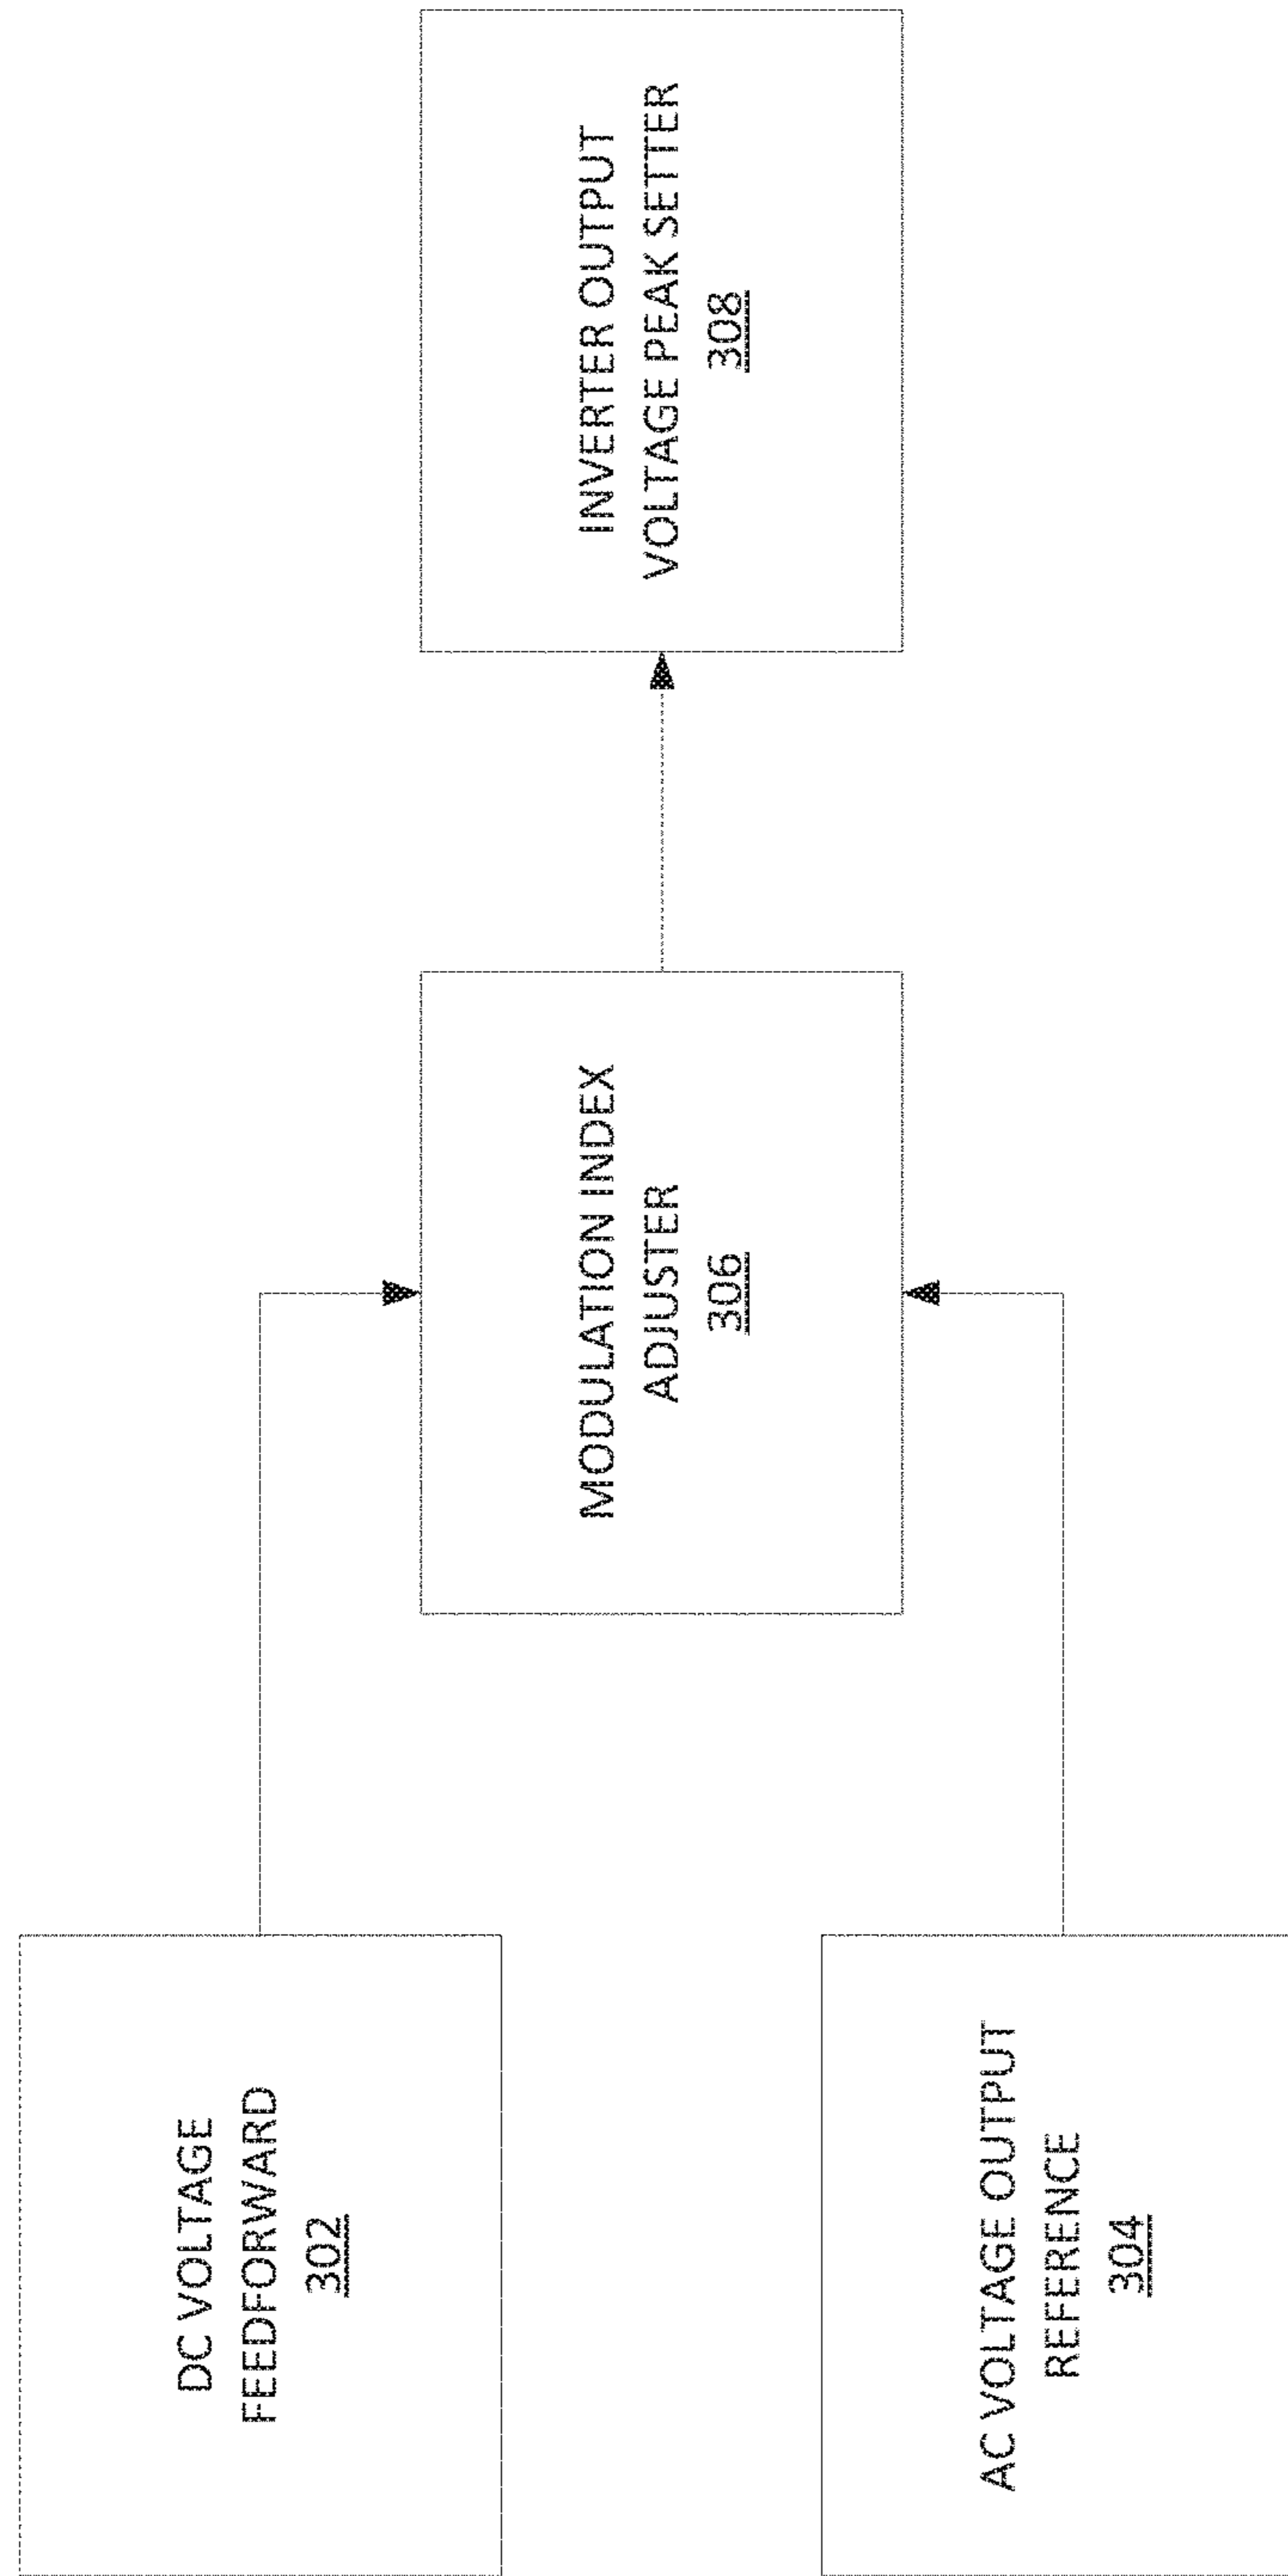 DC VOLTAGE
FEEDFORWARD
302
AC VOLTAGE OUTPUT
REFERENCE
304
MODULATION INDEX
ADJUSTER
306
INVERTER OUTPUT
VOLTAGE PEAK SETTER
308